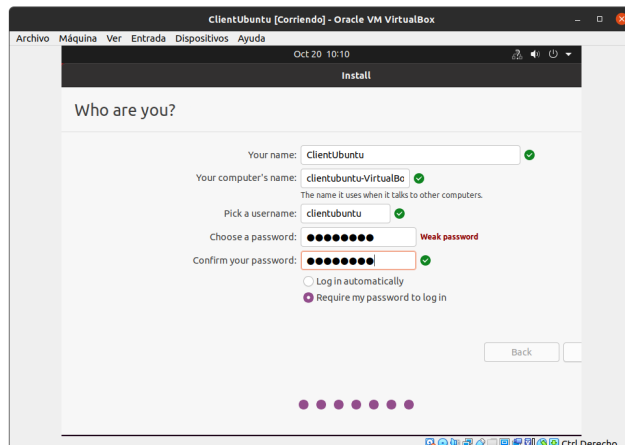 ClientUbuntu [Corriendo] - Oracle VM VirtualBox
Archivo Máquina Ver Entrada Dispositivos Ayuda
Oct 20 10:10
Install
Who are you?
Your name: ClientUbuntu
Your computer's name: clientubuntu-VirtualBo
The name it uses when it talks to other computers.
Pick a username: clientubuntu
Choose a password: ●●●●●●●● Weak password
Confirm your password: ●●●●●●●●
Log in automatically
Require my password to log in
Back
Ctrl Derecho